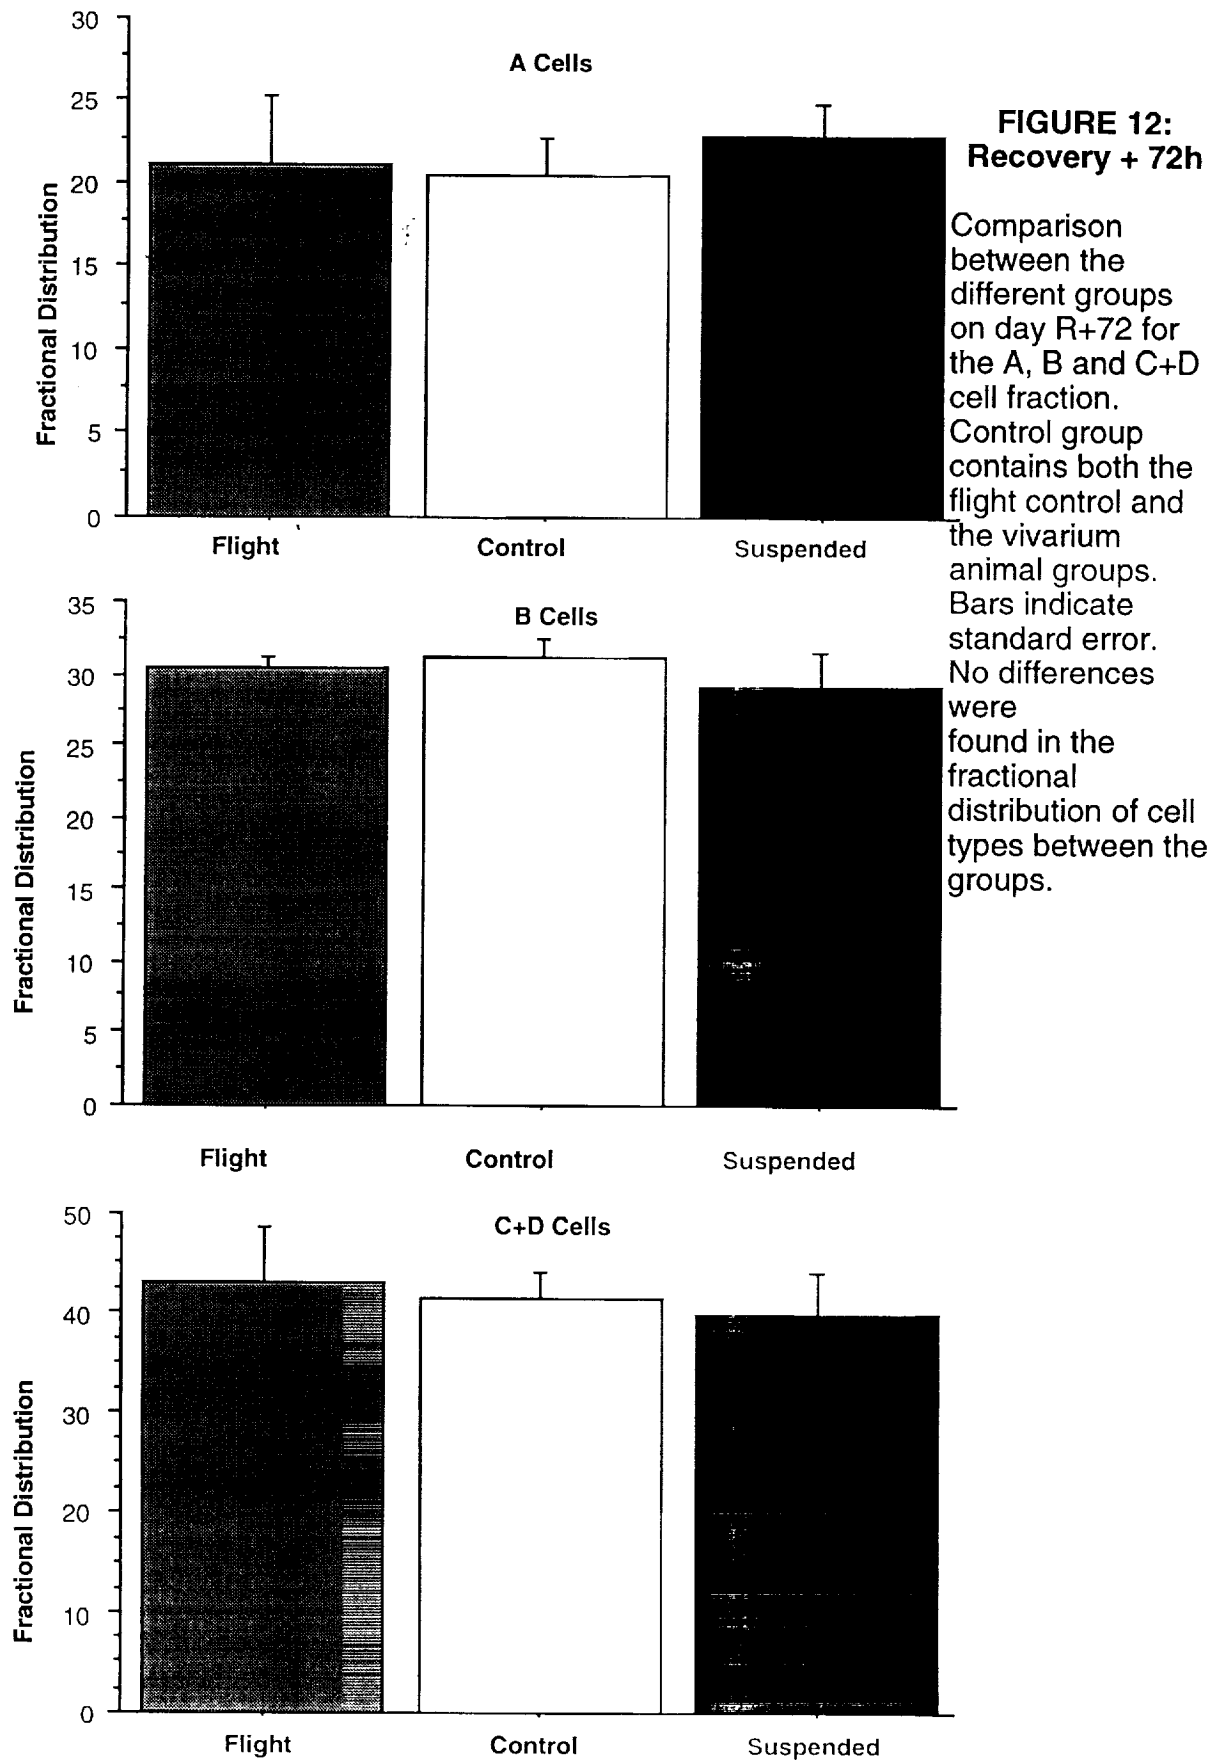 30
25
20
15
10
5
0
Fractional Distribution
A Cells
Flight
Control
Suspended
FIGURE 12:
Recovery + 72h
Comparison
between the
different groups
on day R+72 for
the A, B and C+D
cell fraction.
Control group
contains both the
flight control and
the vivarium
animal groups.
Bars indicate
standard error.
No differences
were
found in the
fractional
distribution of cell
types between the
groups.
35
30
25
20
15
10
5
0
Fractional Distribution
B Cells
Flight
Control
Suspended
50
40
30
20
10
0
Fractional Distribution
C+D Cells
Flight
Control
Suspended